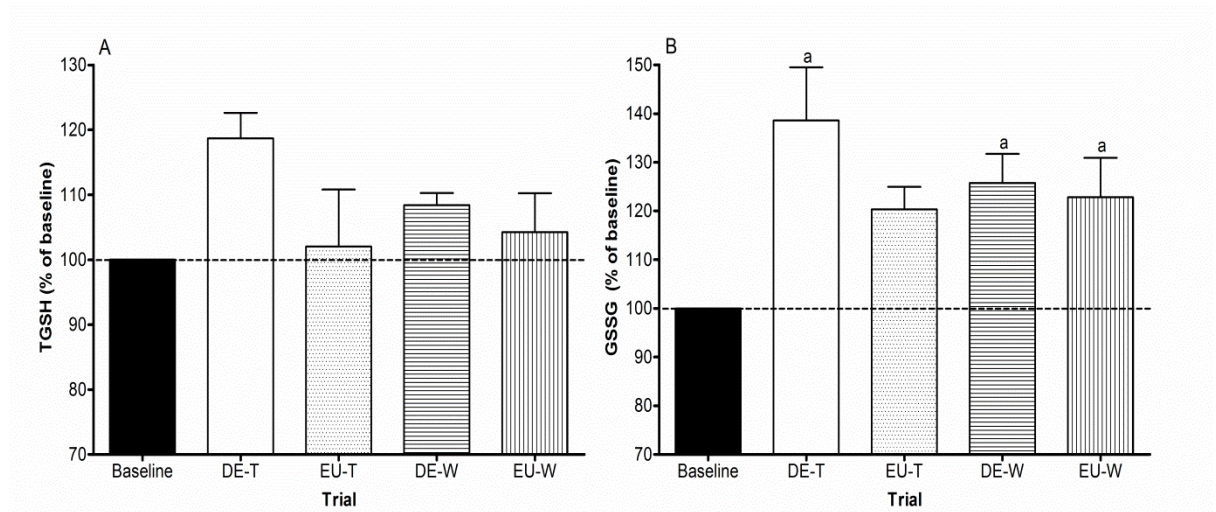 A
TGSH (% of baseline)
130
120
110
100
90
80
70
Baseline DE-T EU-T DE-W EU-W
Trial
B
GSSG (% of baseline)
150
140
130
120
110
100
90
80
70
a
a
a
Baseline DE-T EU-T DE-W EU-W
Trial